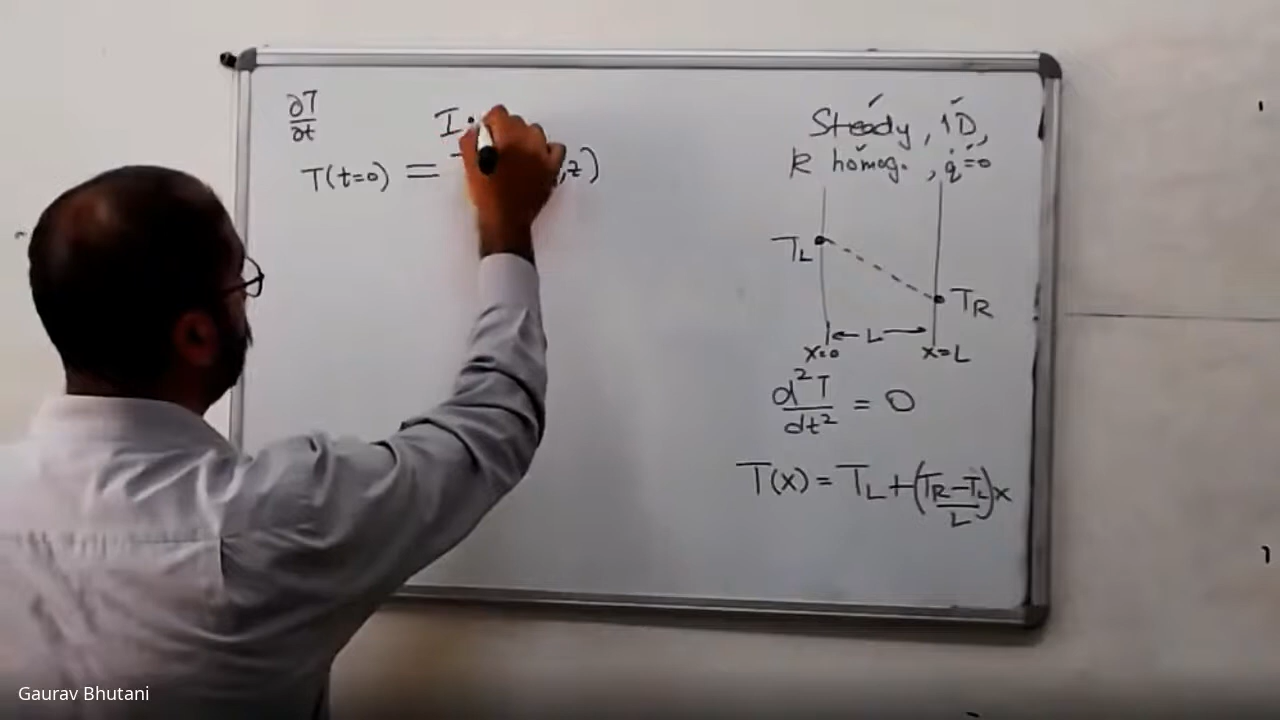 ∂T/∂t
I.
T(t=0) = ,z)
Steady, 1D,
k homog., q̇=0
T_L
T_R
←L→
x=0 x=L
d²T/dt² = 0
T(x) = T_L + (T_R − T_L / L) x
Gaurav Bhutani